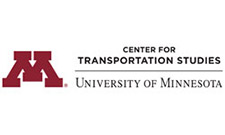 M®
CENTER FOR
TRANSPORTATION STUDIES
UNIVERSITY OF MINNESOTA